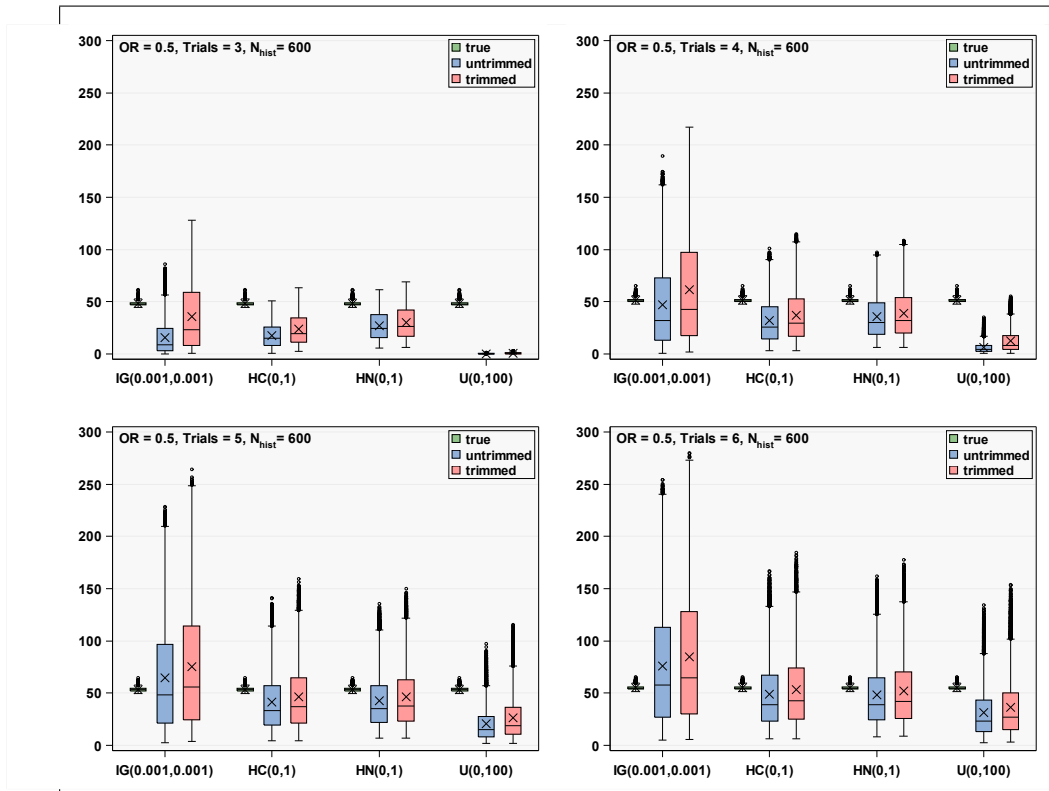 OR = 0.5, Trials = 3, Nhist= 600
true
untrimmed
trimmed
300
250
200
150
100
50
0
IG(0.001,0.001) HC(0,1) HN(0,1) U(0,100)
OR = 0.5, Trials = 4, Nhist= 600
true
untrimmed
trimmed
300
250
200
150
100
50
0
IG(0.001,0.001) HC(0,1) HN(0,1) U(0,100)
OR = 0.5, Trials = 5, Nhist= 600
true
untrimmed
trimmed
300
250
200
150
100
50
0
IG(0.001,0.001) HC(0,1) HN(0,1) U(0,100)
OR = 0.5, Trials = 6, Nhist= 600
true
untrimmed
trimmed
300
250
200
150
100
50
0
IG(0.001,0.001) HC(0,1) HN(0,1) U(0,100)